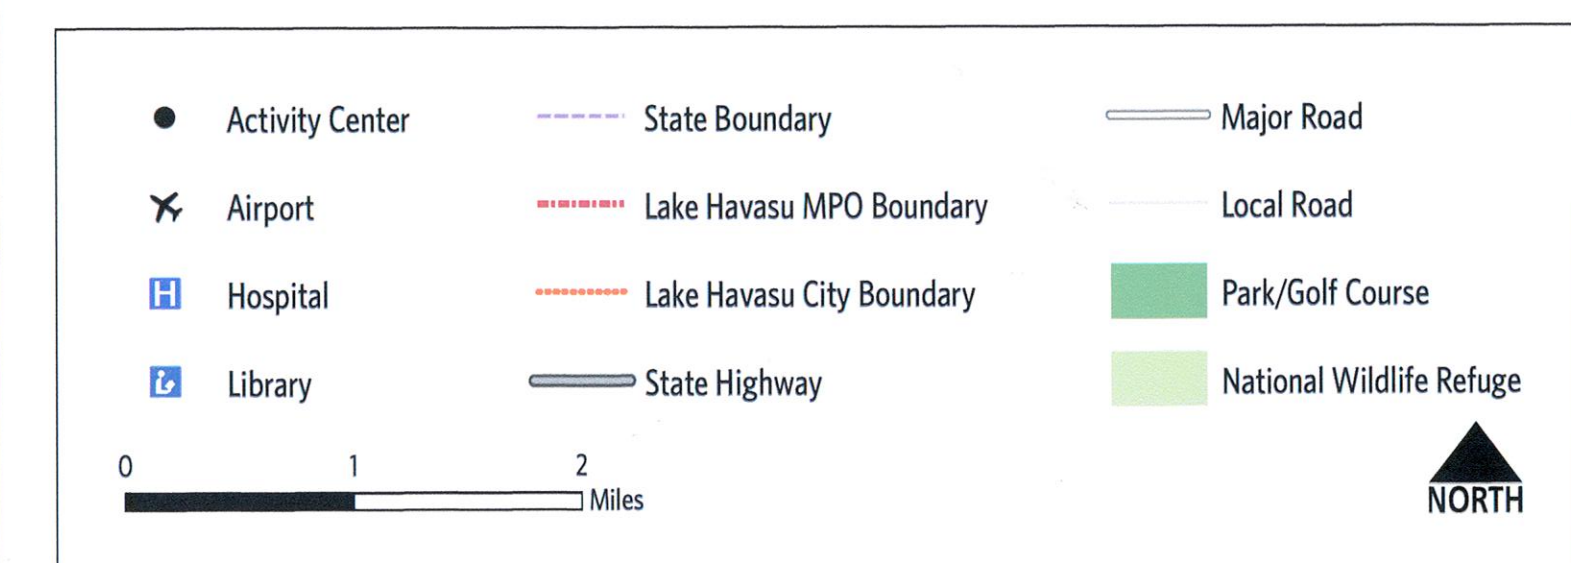 Activity Center
Airport
H Hospital
Library
State Boundary
Lake Havasu MPO Boundary
Lake Havasu City Boundary
State Highway
Major Road
Local Road
Park/Golf Course
National Wildlife Refuge
0 1 2
Miles
NORTH